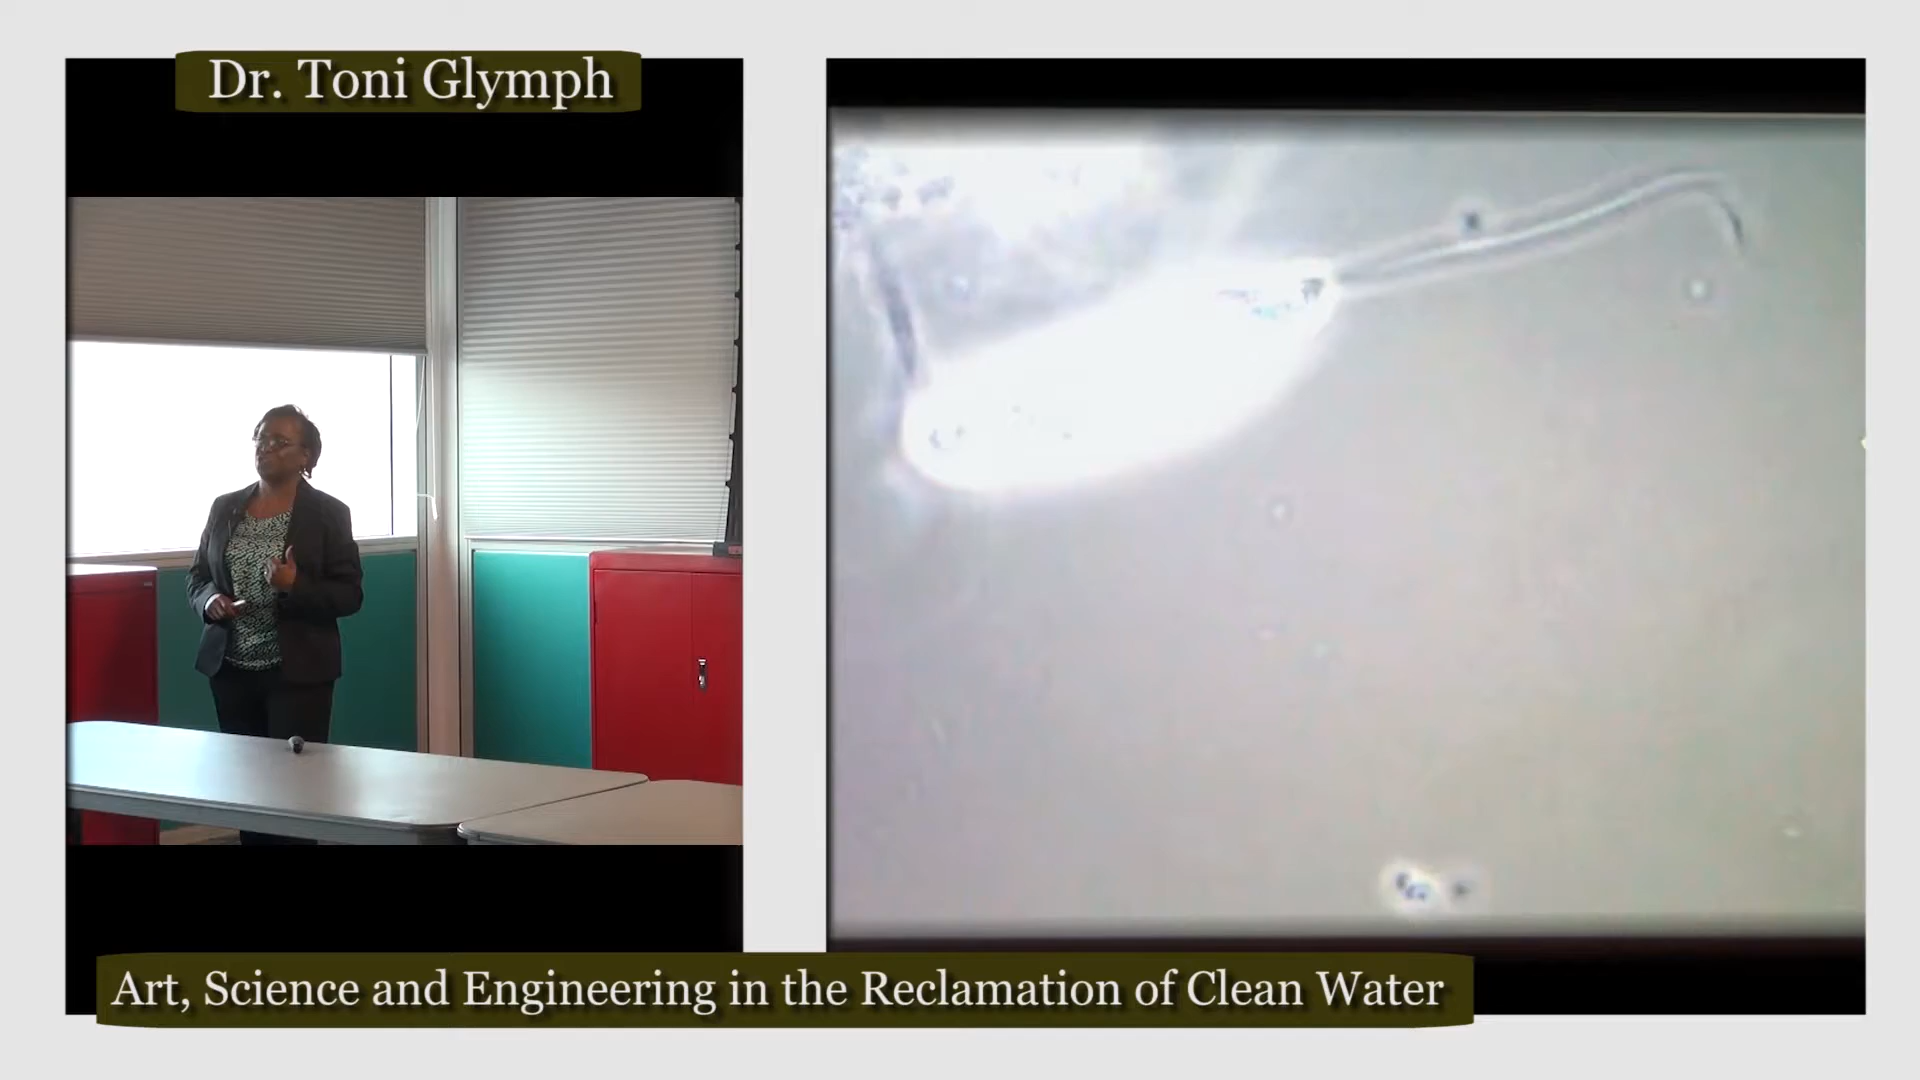 Dr. Toni Glymph
Art, Science and Engineering in the Reclamation of Clean Water